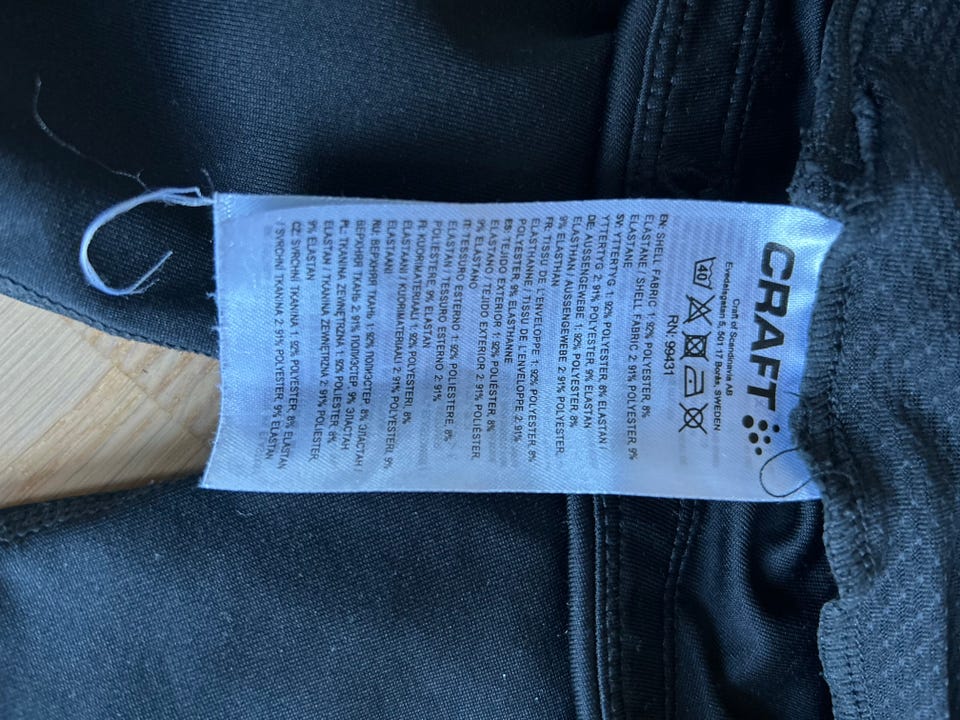 CRAFT
Craft of Scandinavia AB
Evedalsgatan 5, 501 17 Borås, SWEDEN
40
RN: 99431
EN: SHELL FABRIC 1: 92% POLYESTER, 8%
ELASTANE / SHELL FABRIC 2: 91% POLYESTER 9%
ELASTANE
SV: YTTERTYG 1: 92% POLYESTER, 8% ELASTAN /
YTTERTYG 2: 91% POLYESTER 9% ELASTAN
DE: AUSSENGEWEBE 1: 92% POLYESTER, 8%
ELASTHAN / AUSSENGEWEBE 2: 91% POLYESTER,
9% ELASTHAN
FR: TISSU DE L'ENVELOPPE 1: 92% POLYESTER, 8%
ELASTHANNE / TISSU DE L'ENVELOPPE 2: 91%
POLYESTER 9% ELASTHANNE
ES: TEJIDO EXTERIOR 1: 92% POLIÉSTER, 8%
ELASTANO / TEJIDO EXTERIOR 2: 91% POLIÉSTER,
9% ELASTANO
IT: TESSURO ESTERNO 1: 92% POLIESTERE, 8%
ELASTAN / TESSURO ESTERNO 2: 91%
POLIESTERE, 9% ELASTAN
FI: KUORIMATERIAALI 1: 92% POLYESTER, 8%
ELASTAANI / KUORIMATERIAALI 2: 91% POLYESTER, 9%
ELASTAANI
RU: ВЕРХНЯЯ ТКАНЬ 1: 92% ПОЛИЭСТЕР, 8% ЭЛАСТАН /
ВЕРХНЯЯ ТКАНЬ 2: 91% ПОЛИЭСТЕР 9% ЭЛАСТАН
PL: TKANINA ZEWNĘTRZNA 1: 92% POLIESTER, 8%
ELASTAN / TKANINA ZEWNĘTRZNA 2: 91% POLIESTER
9% ELASTAN
CZ: SVRCHNÍ TKANINA 1: 92% POLYESTER, 8% ELASTAN
/ SVRCHNÍ TKANINA 2: 91% POLYESTER 9% ELASTAN